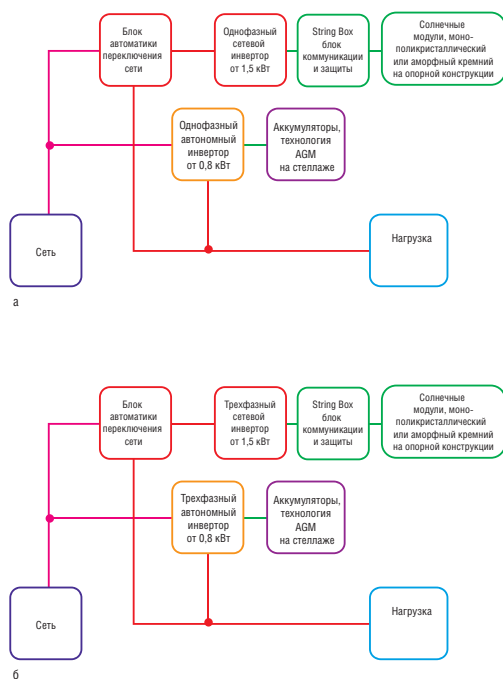 Блок
автоматики
переключения
сети
Однофазный
сетевой
инвертор
от 1,5 кВт
String Box
блок
коммуникации
и защиты
Солнечные
модули, моно-
поликристаллический
или аморфный кремний
на опорной конструкции
Однофазный
автономный
инвертор
от 0,8 кВт
Аккумуляторы,
технология
AGM
на стеллаже
Сеть
Нагрузка
а
Блок
автоматики
переключения
сети
Трехфазный
сетевой
инвертор
от 1,5 кВт
String Box
блок
коммуникации
и защиты
Солнечные
модули, моно-
поликристаллический
или аморфный кремний
на опорной конструкции
Трехфазный
автономный
инвертор
от 0,8 кВт
Аккумуляторы,
технология
AGM
на стеллаже
Сеть
Нагрузка
б